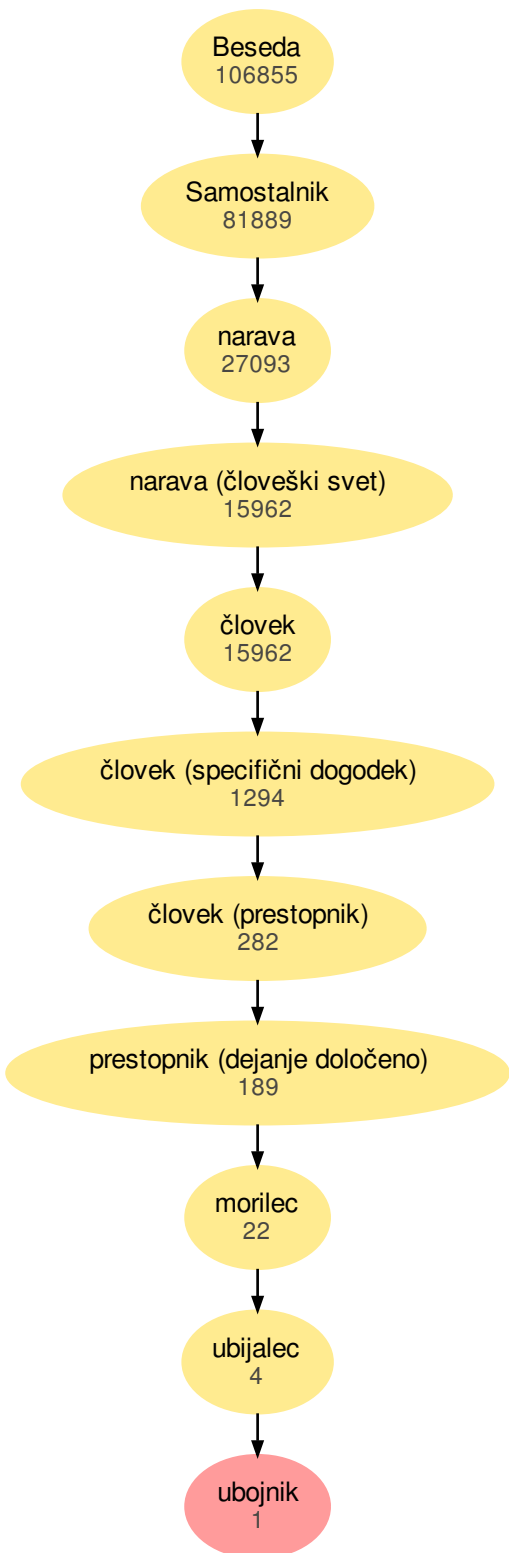 Beseda
106855
Samostalnik
81889
narava
27093
narava (človeški svet)
15962
človek
15962
človek (specifični dogodek)
1294
človek (prestopnik)
282
prestopnik (dejanje določeno)
189
morilec
22
ubijalec
4
ubojnik
1